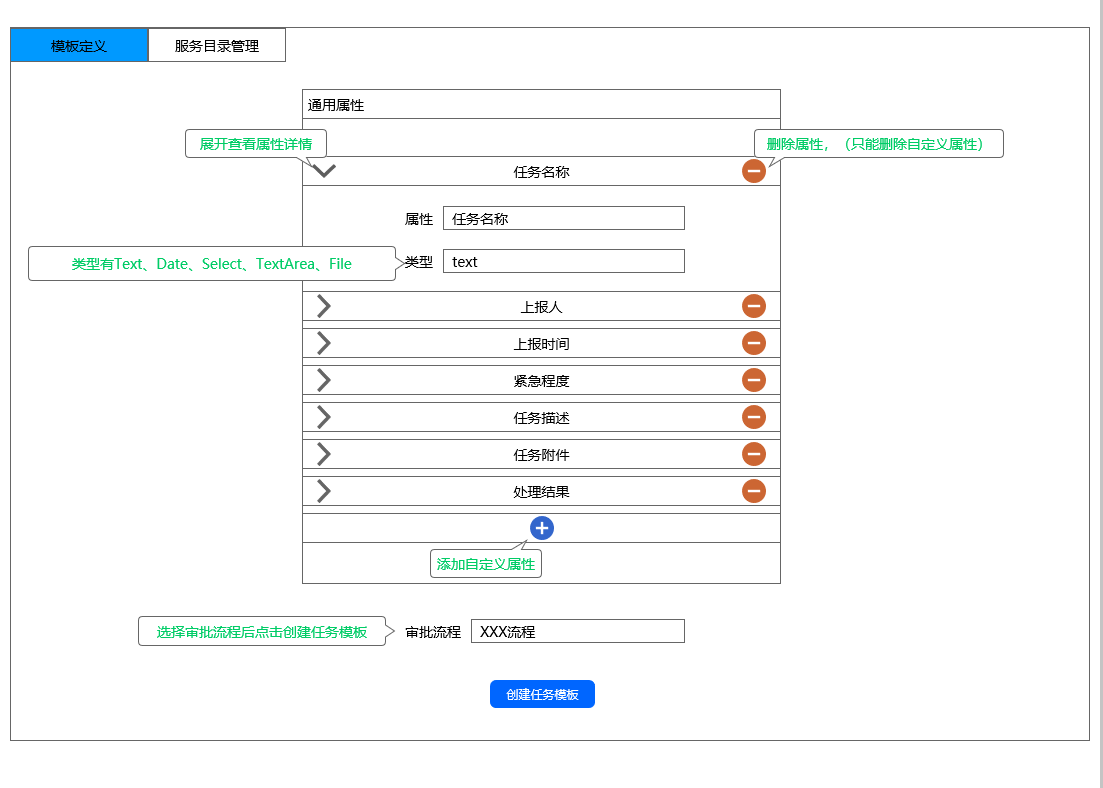 模板定义
服务目录管理
通用属性
展开查看属性详情
删除属性，（只能删除自定义属性）
任务名称
属性
任务名称
类型有Text、Date、Select、TextArea、File
类型
text
上报人
上报时间
紧急程度
任务描述
任务附件
处理结果
添加自定义属性
选择审批流程后点击创建任务模板
审批流程
XXX流程
创建任务模板